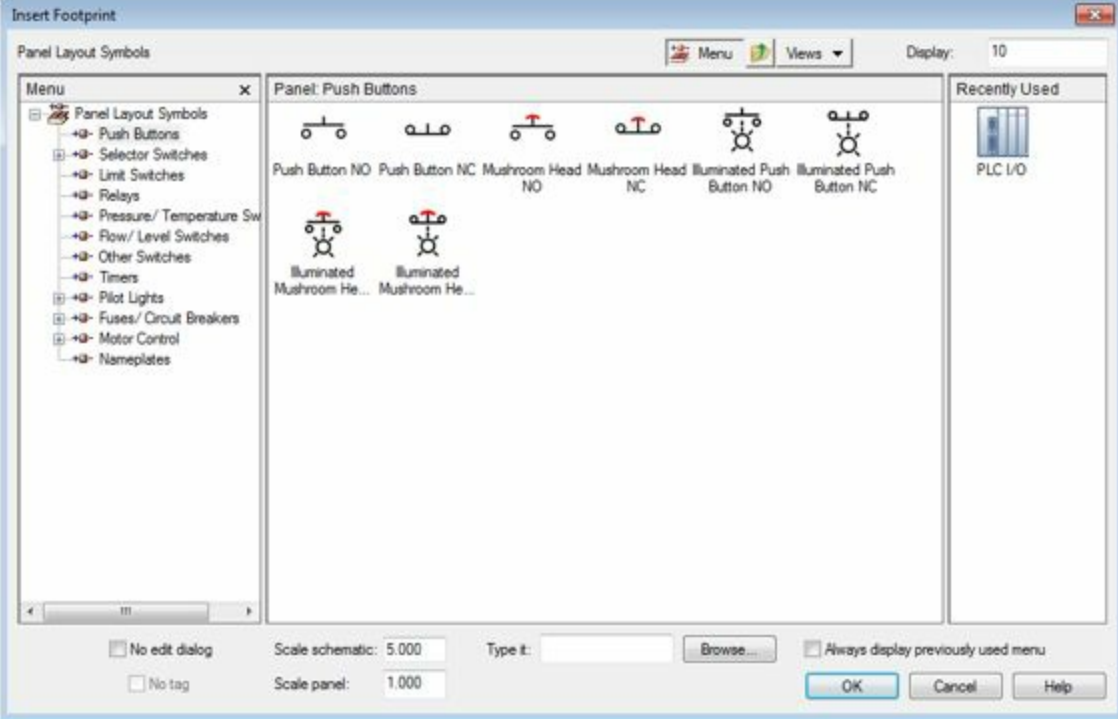 Insert Footprint
Panel Layout Symbols
Menu
Views
Display:
10
Menu
x
Panel Layout Symbols
Push Buttons
Selector Switches
Limit Switches
Relays
Pressure/ Temperature Sw
Flow/ Level Switches
Other Switches
Timers
Pilot Lights
Fuses/ Circuit Breakers
Motor Control
Nameplates
Panel: Push Buttons
Push Button NO
Push Button NC
Mushroom Head
NO
Mushroom Head
NC
Illuminated Push
Button NO
Illuminated Push
Button NC
Illuminated
Mushroom He...
Illuminated
Mushroom He...
Recently Used
PLC I/O
No edit dialog
No tag
Scale schematic:
5.000
Scale panel:
1.000
Type it:
Browse...
Always display previously used menu
OK
Cancel
Help